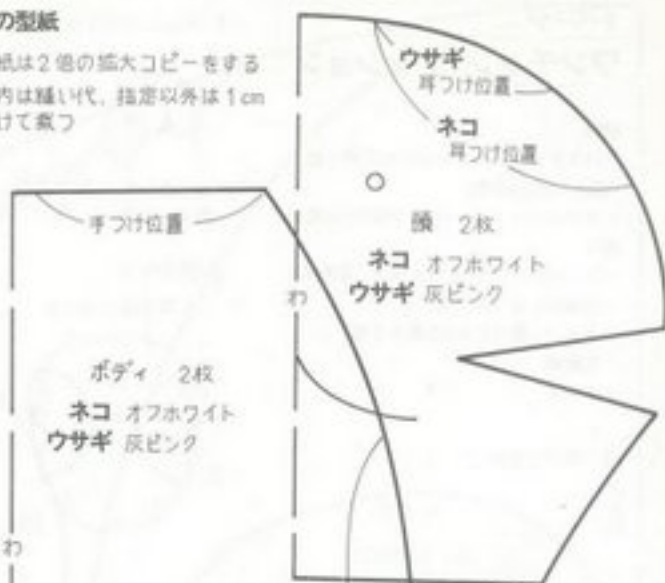 の型紙
紙は2倍の拡大コピーをする
内は縫い代、指定以外は1cm
けて裁つ
ウサギ
耳つけ位置
ネコ
耳つけ位置
頭 2枚
ネコ オフホワイト
ウサギ 灰ピンク
わ
手つけ位置
ボディ 2枚
ネコ オフホワイト
ウサギ 灰ピンク
わ